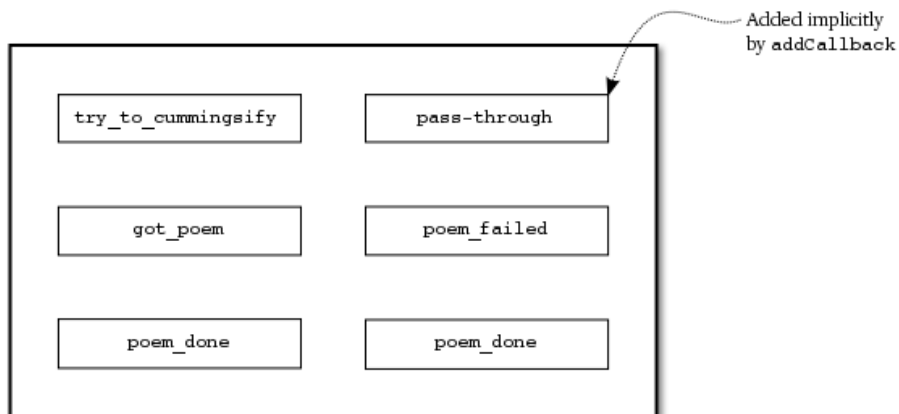 Added implicitly
by addCallback
try_to_cummingsify
pass-through
got_poem
poem_failed
poem_done
poem_done